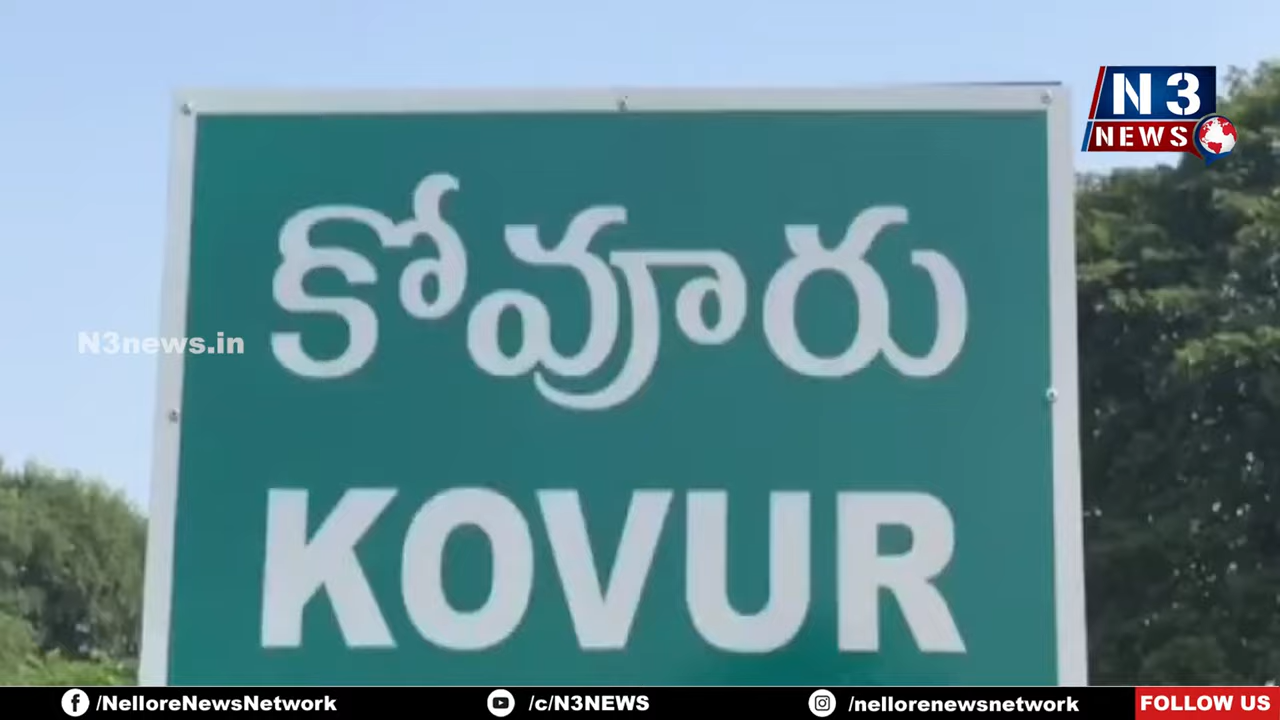 N3
NEWS
కోవూరు
N3news.in
KOVUR
/NelloreNewsNetwork
/c/N3NEWS
/nellorenewsnetwork
FOLLOW US